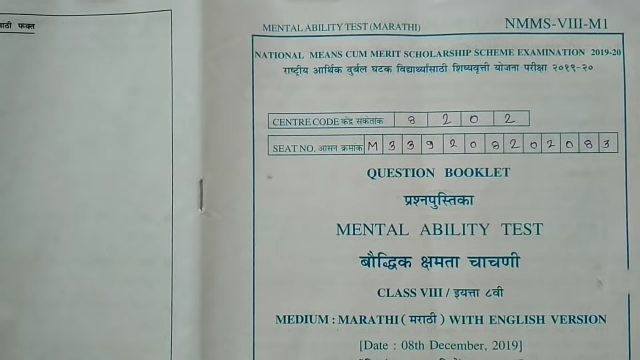 साठी फक्त
MENTAL ABILITY TEST (MARATHI) NMMS-VIII-M1
NATIONAL MEANS CUM MERIT SCHOLARSHIP SCHEME EXAMINATION 2019-20
राष्ट्रीय आर्थिक दुर्बल घटक विद्यार्थ्यांसाठी शिष्यवृत्ती योजना परीक्षा २०१९-२०
CENTRE CODE केंद्र संकेतांक 8 2 0 2
SEAT NO. आसन क्रमांक M 3 3 9 2 0 8 2 0 2 0 8 3
QUESTION BOOKLET
प्रश्नपुस्तिका
MENTAL ABILITY TEST
बौद्धिक क्षमता चाचणी
CLASS VIII / इयत्ता ८वी
MEDIUM : MARATHI ( मराठी ) WITH ENGLISH VERSION
[Date : 08th December, 2019]